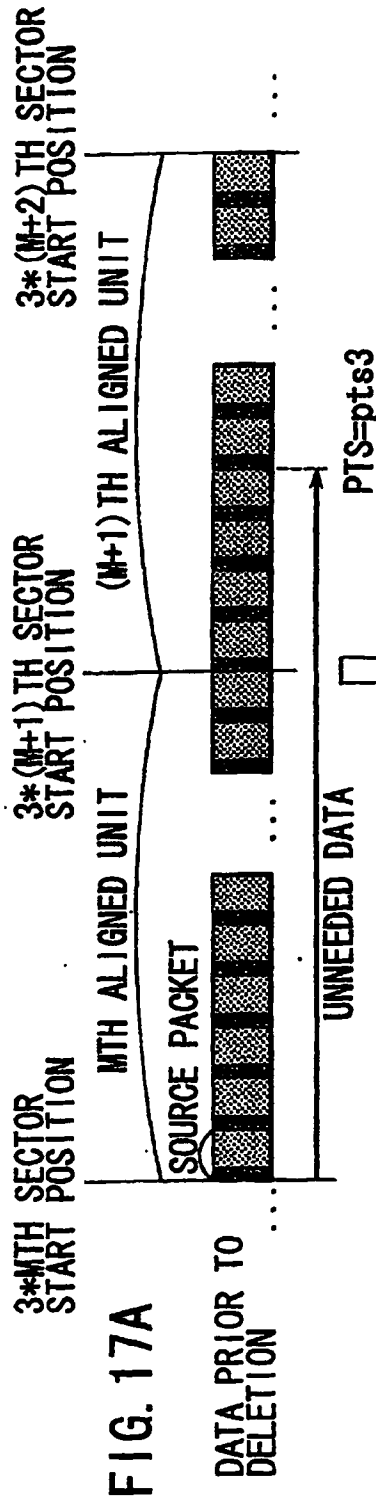 FIG. 17A
3*MTH SECTOR
START POSITION
3*(M+1)TH SECTOR
START POSITION
3*(M+2)TH SECTOR
START POSITION
MTH ALIGNED UNIT
(M+1)TH ALIGNED UNIT
SOURCE PACKET
DATA PRIOR TO
DELETION
...
...
...
...
UNNEEDED DATA
PTS=pts3